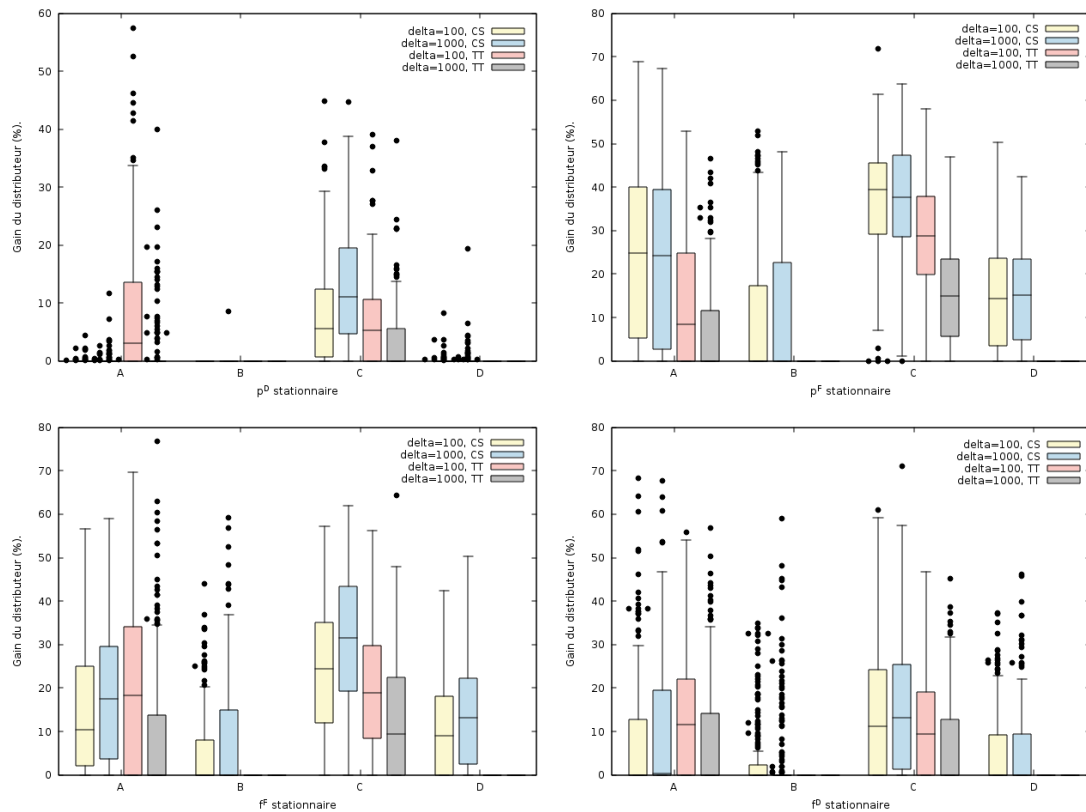 60
50
40
30
20
10
0
Gain du distributeur (%).
delta=100, CS
delta=1000, CS
delta=100, TT
delta=1000, TT
A B C D
pᴰ stationnaire
80
70
60
50
40
30
20
10
0
Gain du distributeur (%).
delta=100, CS
delta=1000, CS
delta=100, TT
delta=1000, TT
A B C D
pᶠ stationnaire
80
70
60
50
40
30
20
10
0
Gain du distributeur (%).
delta=100, CS
delta=1000, CS
delta=100, TT
delta=1000, TT
A B C D
fᶠ stationnaire
80
70
60
50
40
30
20
10
0
Gain du distributeur (%).
delta=100, CS
delta=1000, CS
delta=100, TT
delta=1000, TT
A B C D
fᴰ stationnaire